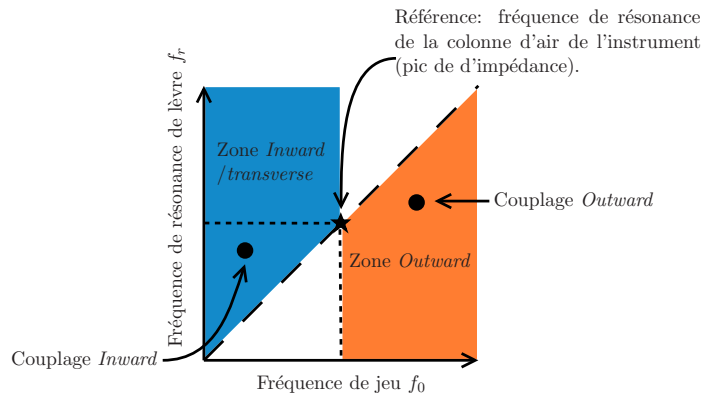 Référence: fréquence de résonance
de la colonne d'air de l'instrument
(pic de d'impédance).
Fréquence de résonance de lèvre f_r
Zone Inward
/transverse
Couplage Outward
Zone Outward
Couplage Inward
Fréquence de jeu f_0